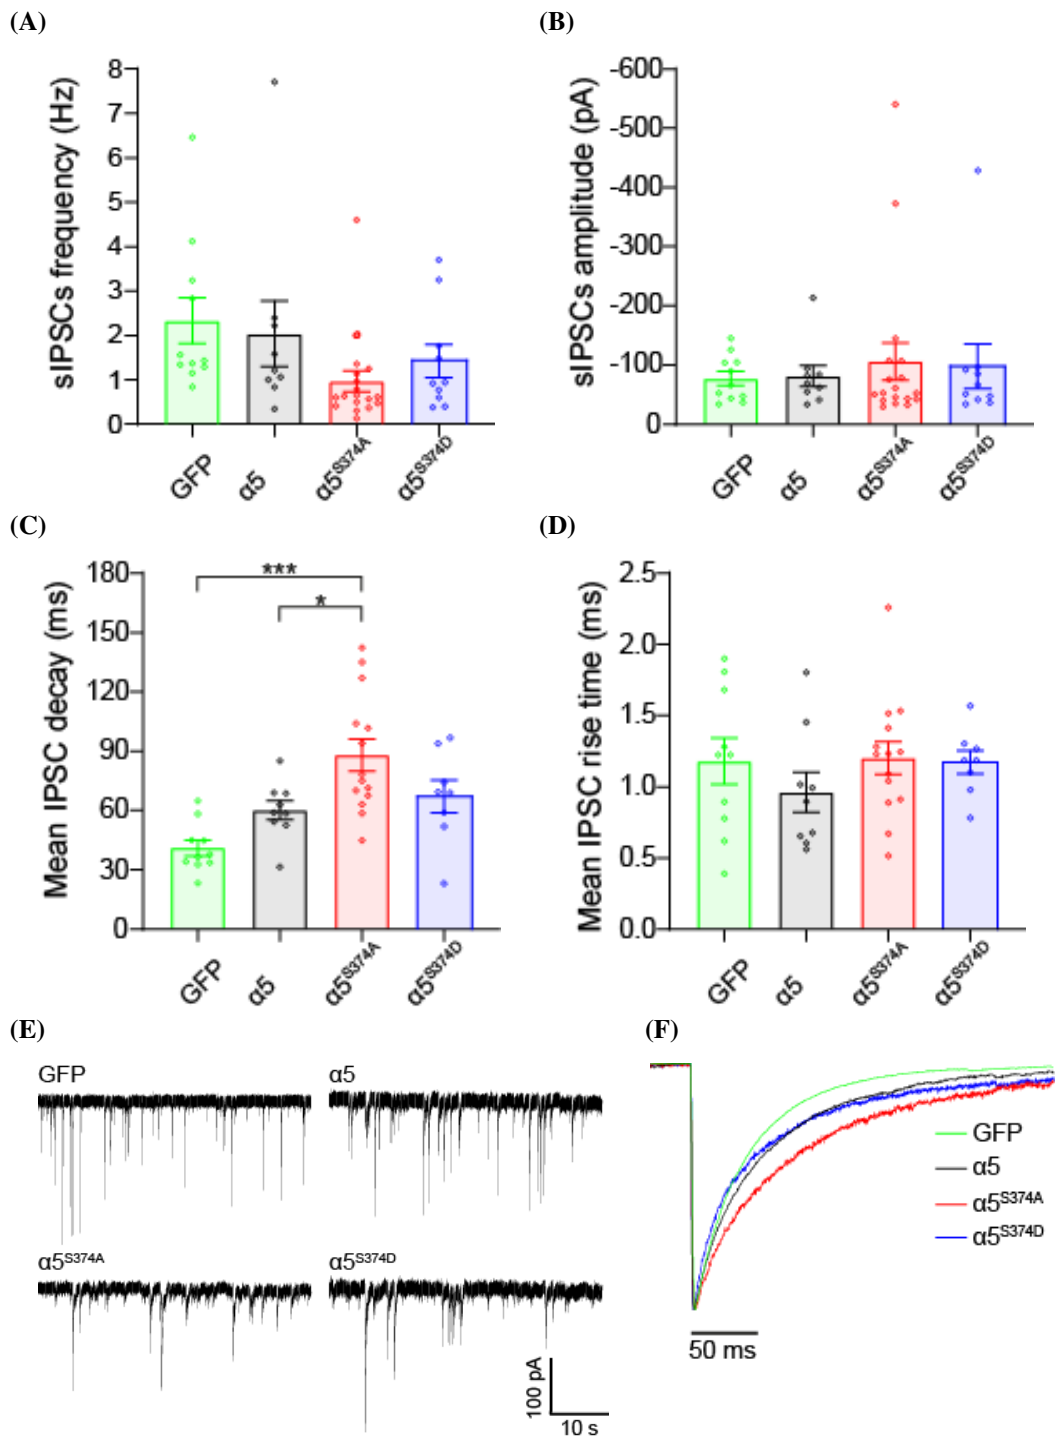 (A)
sIPSCs frequency (Hz)
8
7
6
5
4
3
2
1
0
GFP
α5
α5S374A
α5S374D
(B)
sIPSCs amplitude (pA)
-600
-500
-400
-300
-200
-100
0
GFP
α5
α5S374A
α5S374D
(C)
Mean IPSC decay (ms)
180
150
120
90
60
30
0
***
*
GFP
α5
α5S374A
α5S374D
(D)
Mean IPSC rise time (ms)
2.5
2.0
1.5
1.0
0.5
0.0
GFP
α5
α5S374A
α5S374D
(E)
GFP
α5
α5S374A
α5S374D
100 pA
10 s
(F)
GFP
α5
α5S374A
α5S374D
50 ms